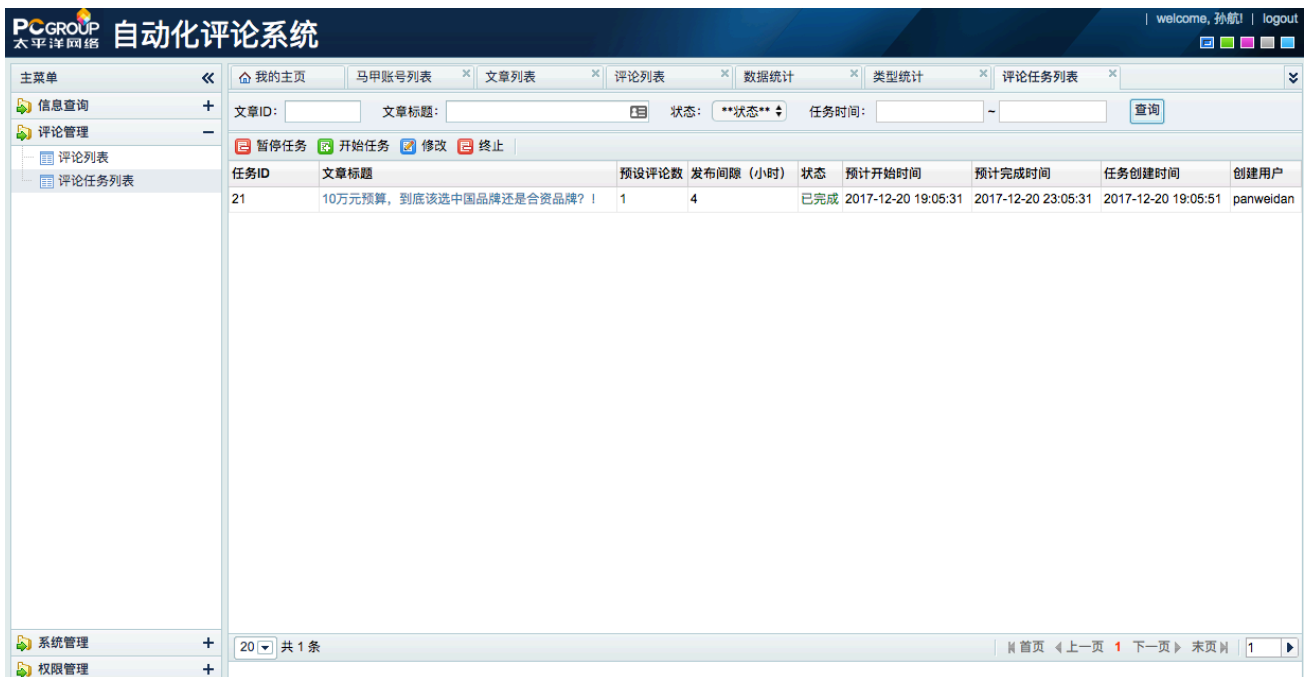 PCGROUP 太平洋网络 自动化评论系统 | welcome, 孙航! | logout
主菜单
信息查询
评论管理
评论列表
评论任务列表
系统管理
权限管理
我的主页 马甲账号列表 文章列表 评论列表 数据统计 类型统计 评论任务列表
文章ID: 文章标题: 状态: **状态** 任务时间: ~ 查询
暂停任务 开始任务 修改 终止
任务ID 文章标题 预设评论数 发布间隙（小时） 状态 预计开始时间 预计完成时间 任务创建时间 创建用户
21 10万元预算，到底该选中国品牌还是合资品牌？！ 1 4 已完成 2017-12-20 19:05:31 2017-12-20 23:05:31 2017-12-20 19:05:51 panweidan
20 共 1 条 首页 上一页 1 下一页 末页 1